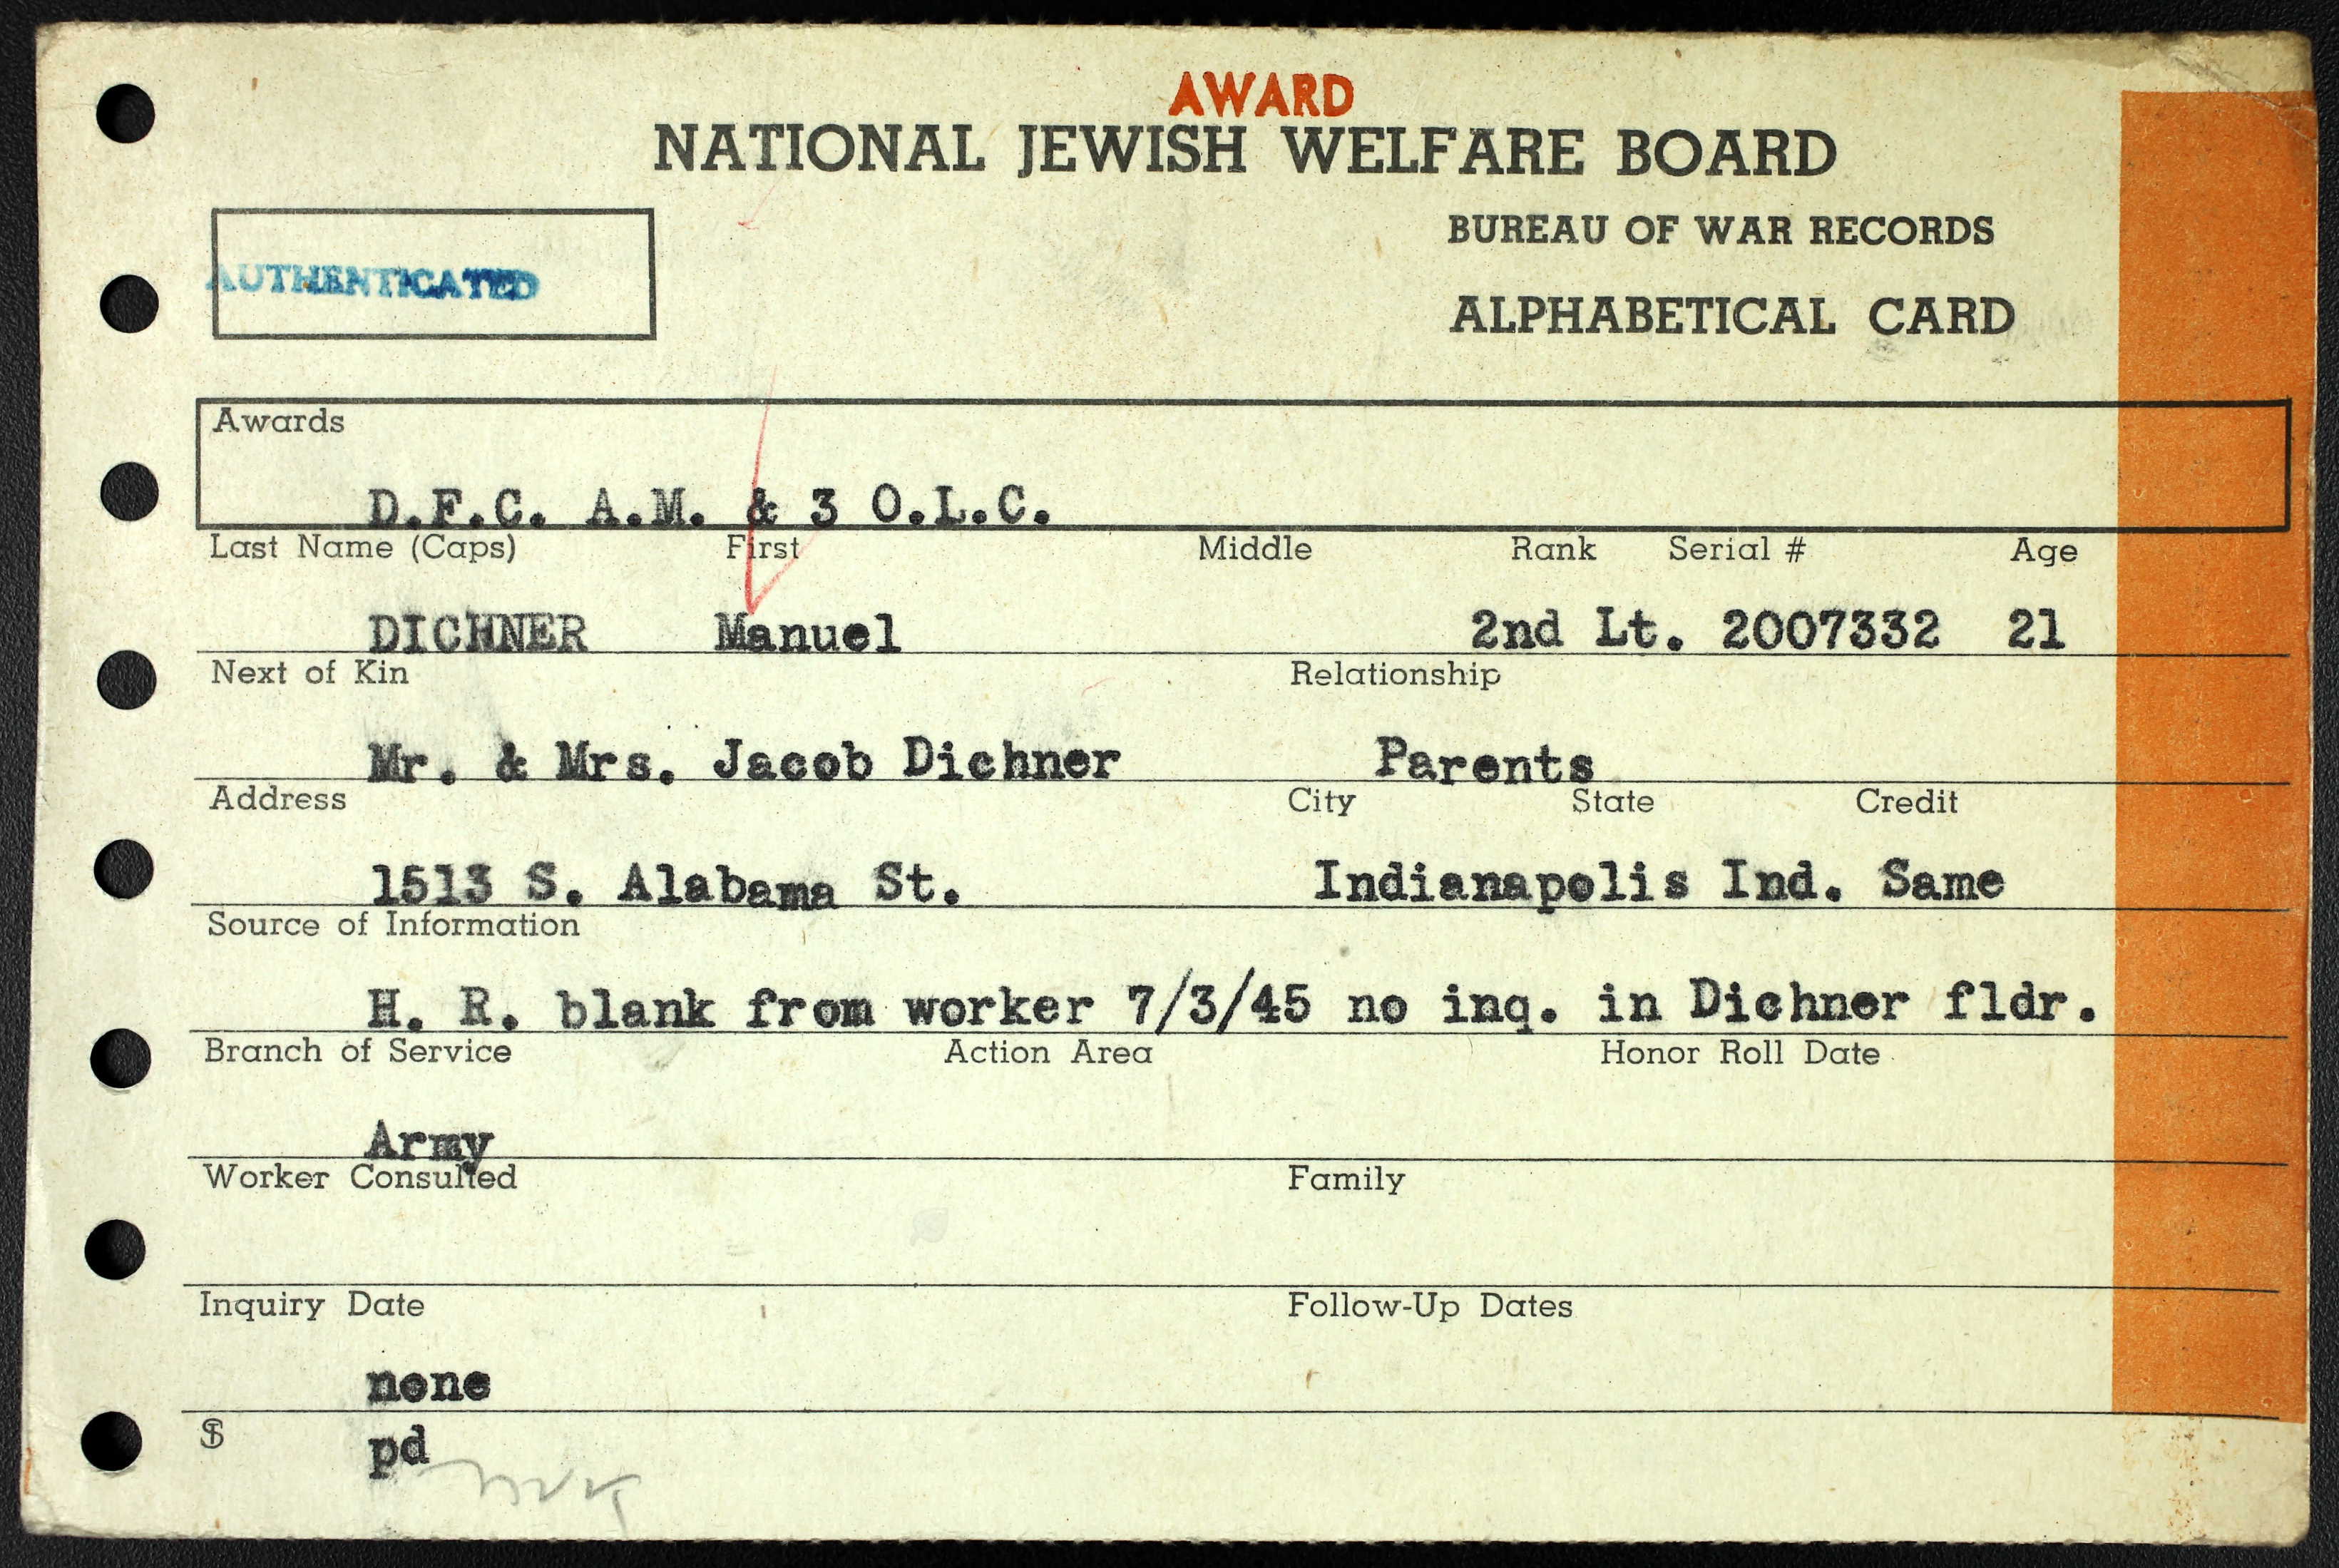 AWARD
NATIONAL JEWISH WELFARE BOARD
BUREAU OF WAR RECORDS
AUTHENTICATED
ALPHABETICAL CARD
Awards
D.F.C. A.M. & 3 O.L.C.
Last Name (Caps) First Middle Rank Serial # Age
DICHNER Manuel 2nd Lt. 2007332 21
Next of Kin Relationship
Mr. & Mrs. Jacob Dichner Parents
Address City State Credit
1513 S. Alabama St. Indianapolis Ind. Same
Source of Information
H. R. blank from worker 7/3/45 no inq. in Dichner fldr.
Branch of Service Action Area Honor Roll Date
Army
Worker Consulted Family
Inquiry Date Follow-Up Dates
none
pd